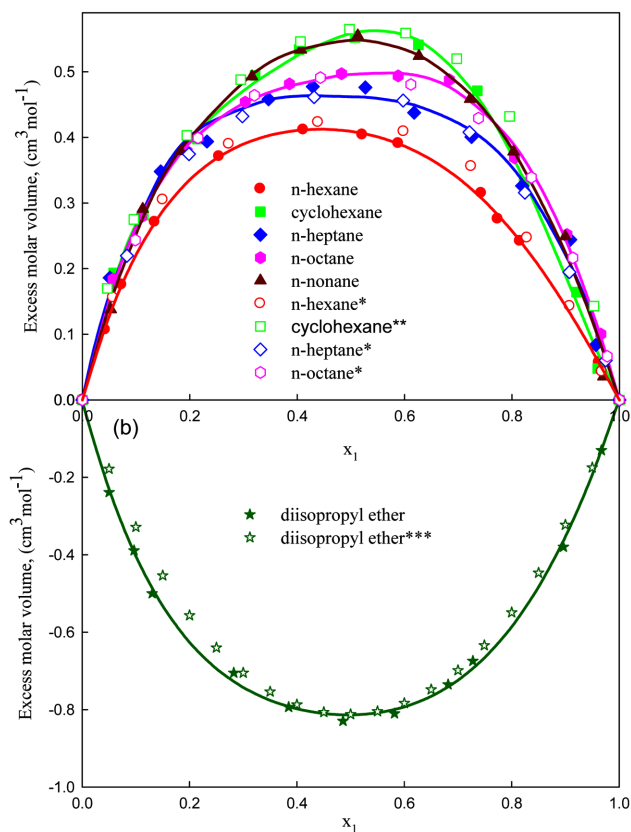 Excess molar volume, (cm³mol⁻¹)
0.5
0.4
0.3
0.2
0.1
0.0
n-hexane
cyclohexane
n-heptane
n-octane
n-nonane
n-hexane*
cyclohexane**
n-heptane*
n-octane*
0.0 0.2 0.4 0.6 0.8 1.0
(b)
x₁
Excess molar volume, (cm³mol⁻¹)
-0.2
-0.4
-0.6
-0.8
-1.0
diisopropyl ether
diisopropyl ether***
0.0 0.2 0.4 0.6 0.8 1.0
x₁